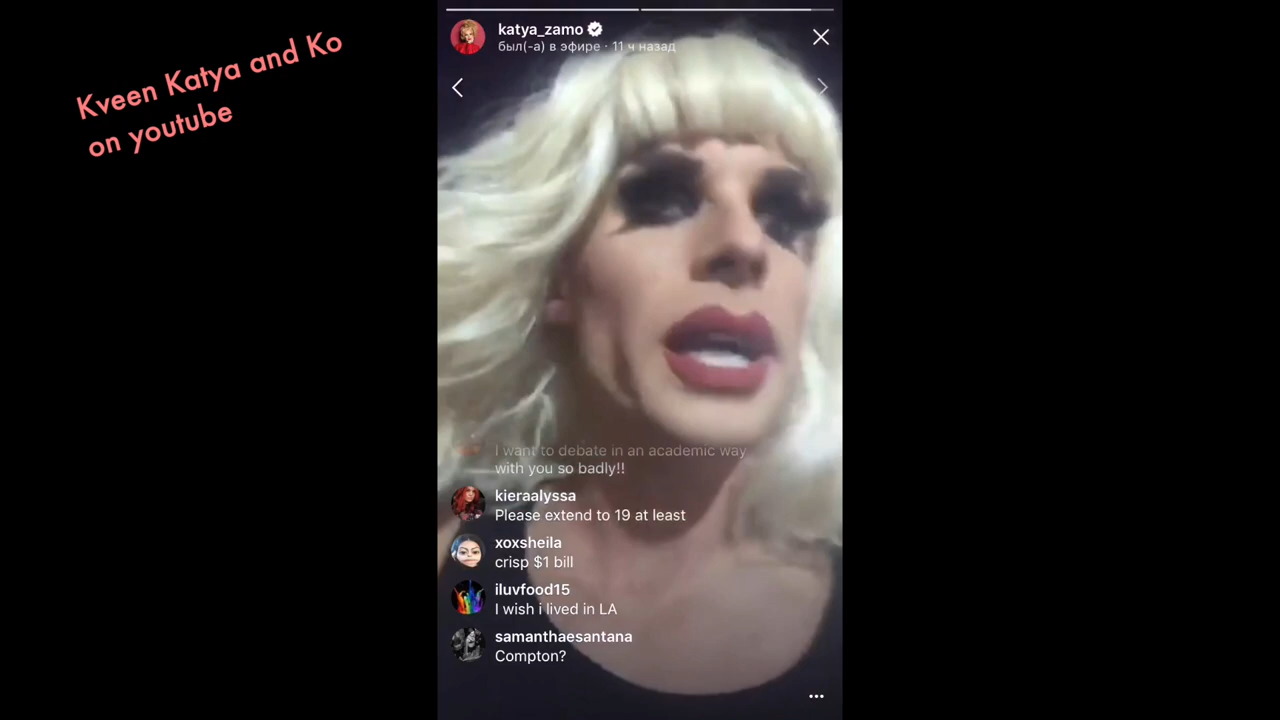 Kveen Katya and Ko
on youtube
katya_zamo
был(-а) в эфире · 11 ч назад
I want to debate in an academic way
with you so badly!!
kieraalyssa
Please extend to 19 at least
xoxsheila
crisp $1 bill
iluvfood15
I wish i lived in LA
samanthaesantana
Compton?